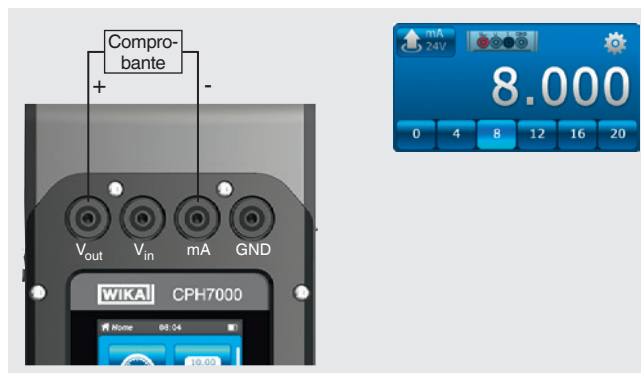 Compro-
bante
+ -
Vout Vin mA GND
WIKA CPH7000
Home 08:04
10.00
mA
24V
8.000
0 4 8 12 16 20